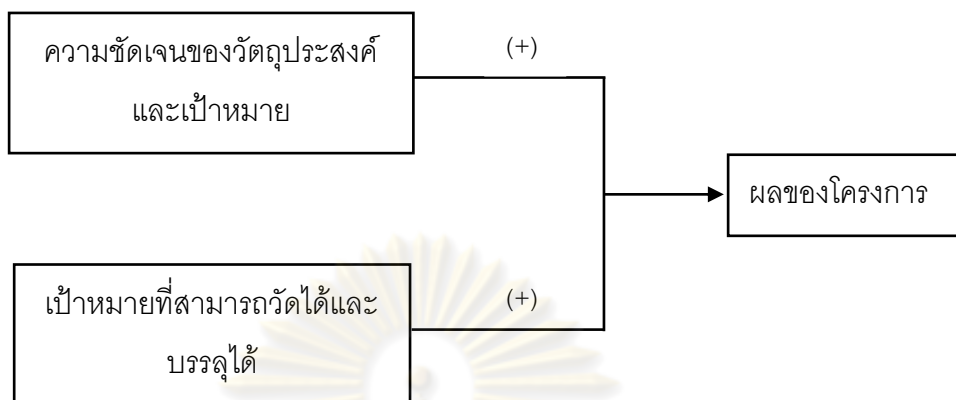 ความชัดเจนของวัตถุประสงค์
และเป้าหมาย
(+)
ผลของโครงการ
เป้าหมายที่สามารถวัดได้และ
บรรลุได้
(+)